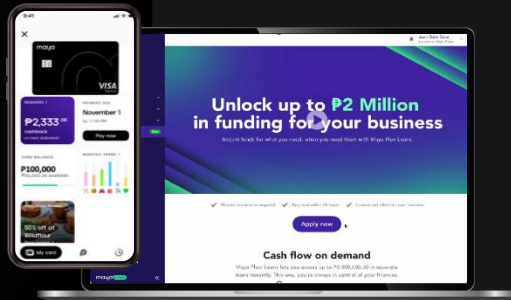 9:41
maya
VISA
REWARDS
₱2,333.00
cashback
PAYMENT DUE
November 1
Pay now
CARD BALANCE
₱100,000
MONTHLY SPEND
50% off at
Wildflour
My card
Unlock up to ₱2 Million
in funding for your business
Instant funds for what you need, when you need them with Maya Flexi Loans.
Apply now
Cash flow on demand
Maya Flexi Loans lets you access up to ₱2,000,000.00 in separate
loans instantly. This way, you're always in control of your finances.
maya